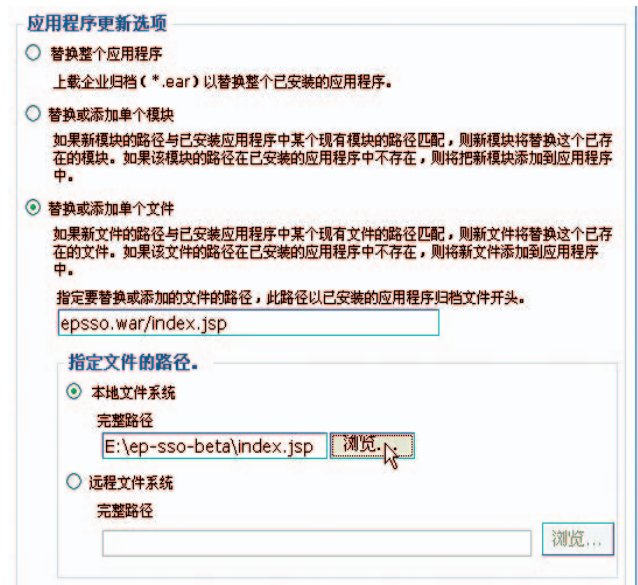 应用程序更新选项
替换整个应用程序
上载企业归档(*.ear)以替换整个已安装的应用程序。
替换或添加单个模块
如果新模块的路径与已安装应用程序中某个现有模块的路径匹配，则新模块将替换这个已存
在的模块。如果该模块的路径在已安装的应用程序中不存在，则将把新模块添加到应用程序
中。
替换或添加单个文件
如果新文件的路径与已安装应用程序中某个现有文件的路径匹配，则新文件将替换这个已存
在的文件。如果该文件的路径在已安装的应用程序中不存在，则将新文件添加到应用程序
中。
指定要替换或添加的文件的路径，此路径以已安装的应用程序归档文件开头。
epsso.war/index.jsp
指定文件的路径。
本地文件系统
完整路径
E:\ep-sso-beta\index.jsp 浏览...
远程文件系统
完整路径
浏览...